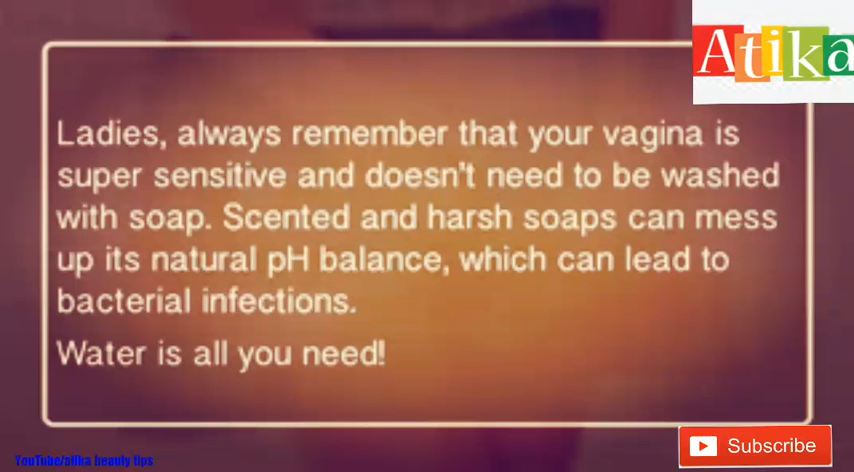 Atika
Ladies, always remember that your vagina is
super sensitive and doesn't need to be washed
with soap. Scented and harsh soaps can mess
up its natural pH balance, which can lead to
bacterial infections.
Water is all you need!
Subscribe
YouTube/atika beauty tips